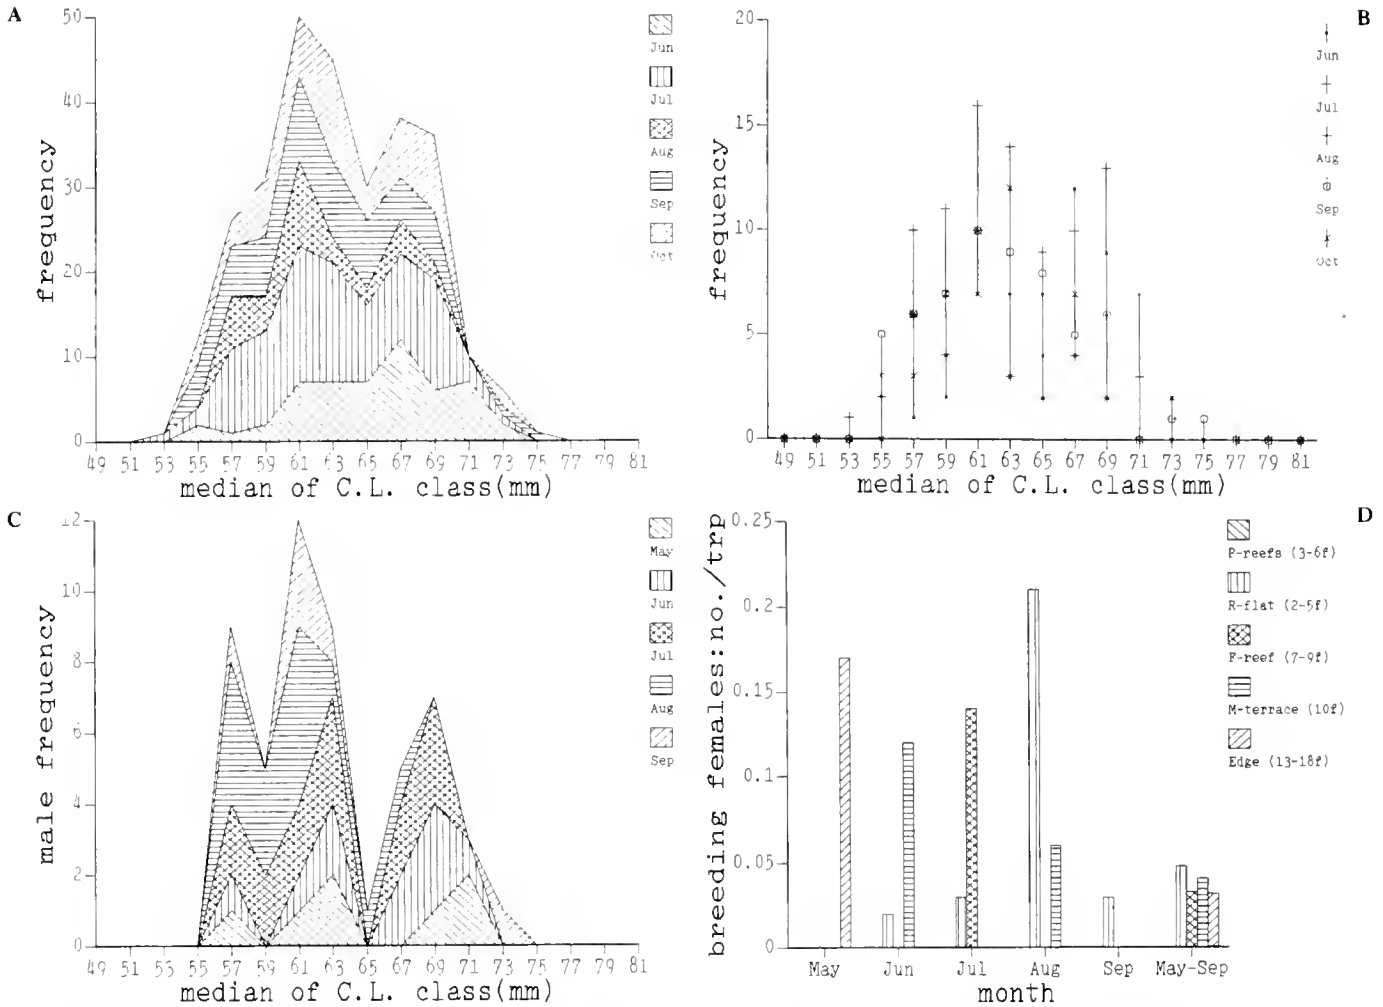 A
50
40
30
20
10
0
frequency
49 51 53 55 57 59 61 63 65 67 69 71 73 75 77 79 81
median of C.L. class(mm)
Jun
Jul
Aug
Sep
Oct
B
20
15
10
5
0
frequency
49 51 53 55 57 59 61 63 65 67 69 71 73 75 77 79 81
median of C.L. class(mm)
Jun
Jul
Aug
Sep
Oct
C
12
10
8
6
4
2
0
male frequency
49 51 53 55 57 59 61 63 65 67 69 71 73 75 77 79 81
median of C.L. class(mm)
May
Jun
Jul
Aug
Sep
D
0.25
0.2
0.15
0.1
0.05
0
breeding females:no./trp
May Jun Jul Aug Sep May-Sep
month
P-reefs (3-6f)
R-flat (2-5f)
F-reef (7-9f)
M-terrace (10f)
Edge (13-18f)